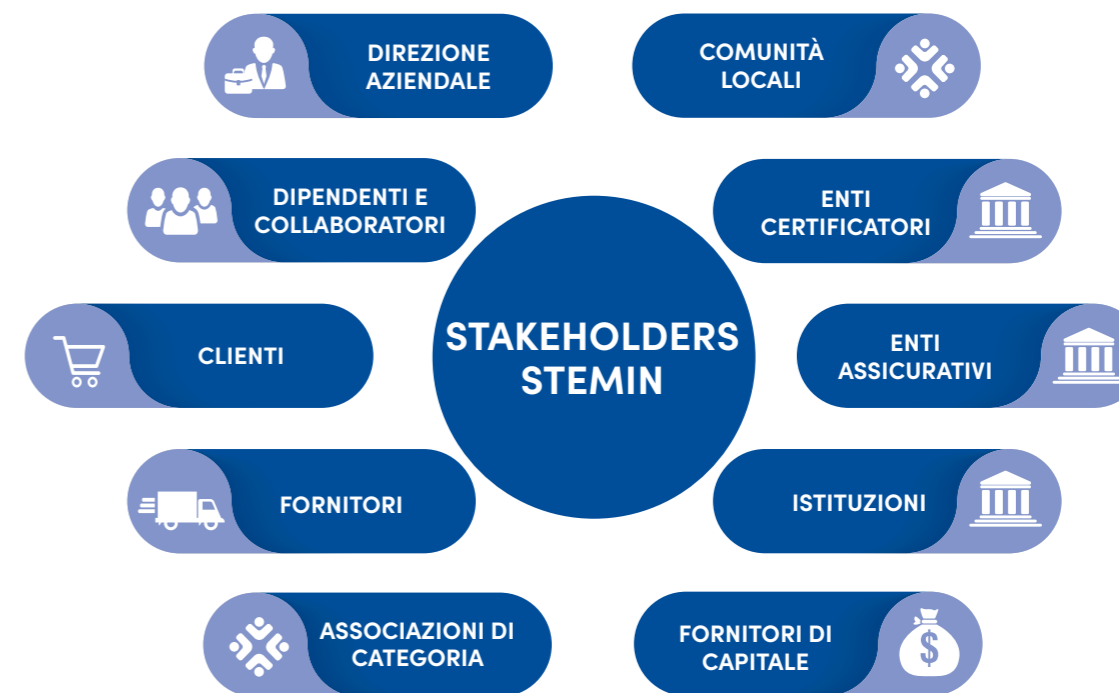 DIREZIONE
AZIENDALE
COMUNITÀ
LOCALI
DIPENDENTI E
COLLABORATORI
ENTI
CERTIFICATORI
STAKEHOLDERS
STEMIN
CLIENTI
ENTI
ASSICURATIVI
FORNITORI
ISTITUZIONI
ASSOCIAZIONI DI
CATEGORIA
FORNITORI DI
CAPITALE
$